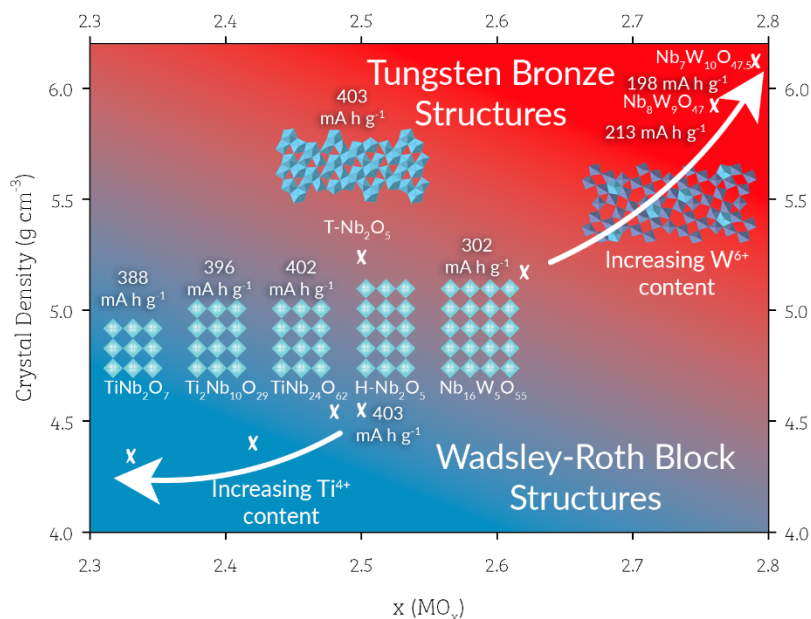 2.3 2.4 2.5 2.6 2.7 2.8
6.0
5.5
5.0
4.5
4.0
6.0
5.5
5.0
4.5
4.0
Crystal Density (g cm⁻³)
Tungsten Bronze
Structures
Nb₇W₁₀O₄₇.₅
198 mA h g⁻¹
Nb₈W₉O₄₇
213 mA h g⁻¹
403
mA h g⁻¹
T-Nb₂O₅
Increasing W⁶⁺
content
388
mA h g⁻¹
396
mA h g⁻¹
402
mA h g⁻¹
302
mA h g⁻¹
TiNb₂O₇
Ti₂Nb₁₀O₂₉
TiNb₂₄O₆₂
H-Nb₂O₅
Nb₁₆W₅O₅₅
403
mA h g⁻¹
Wadsley-Roth Block
Structures
Increasing Ti⁴⁺
content
2.3 2.4 2.5 2.6 2.7 2.8
x (MOₓ)